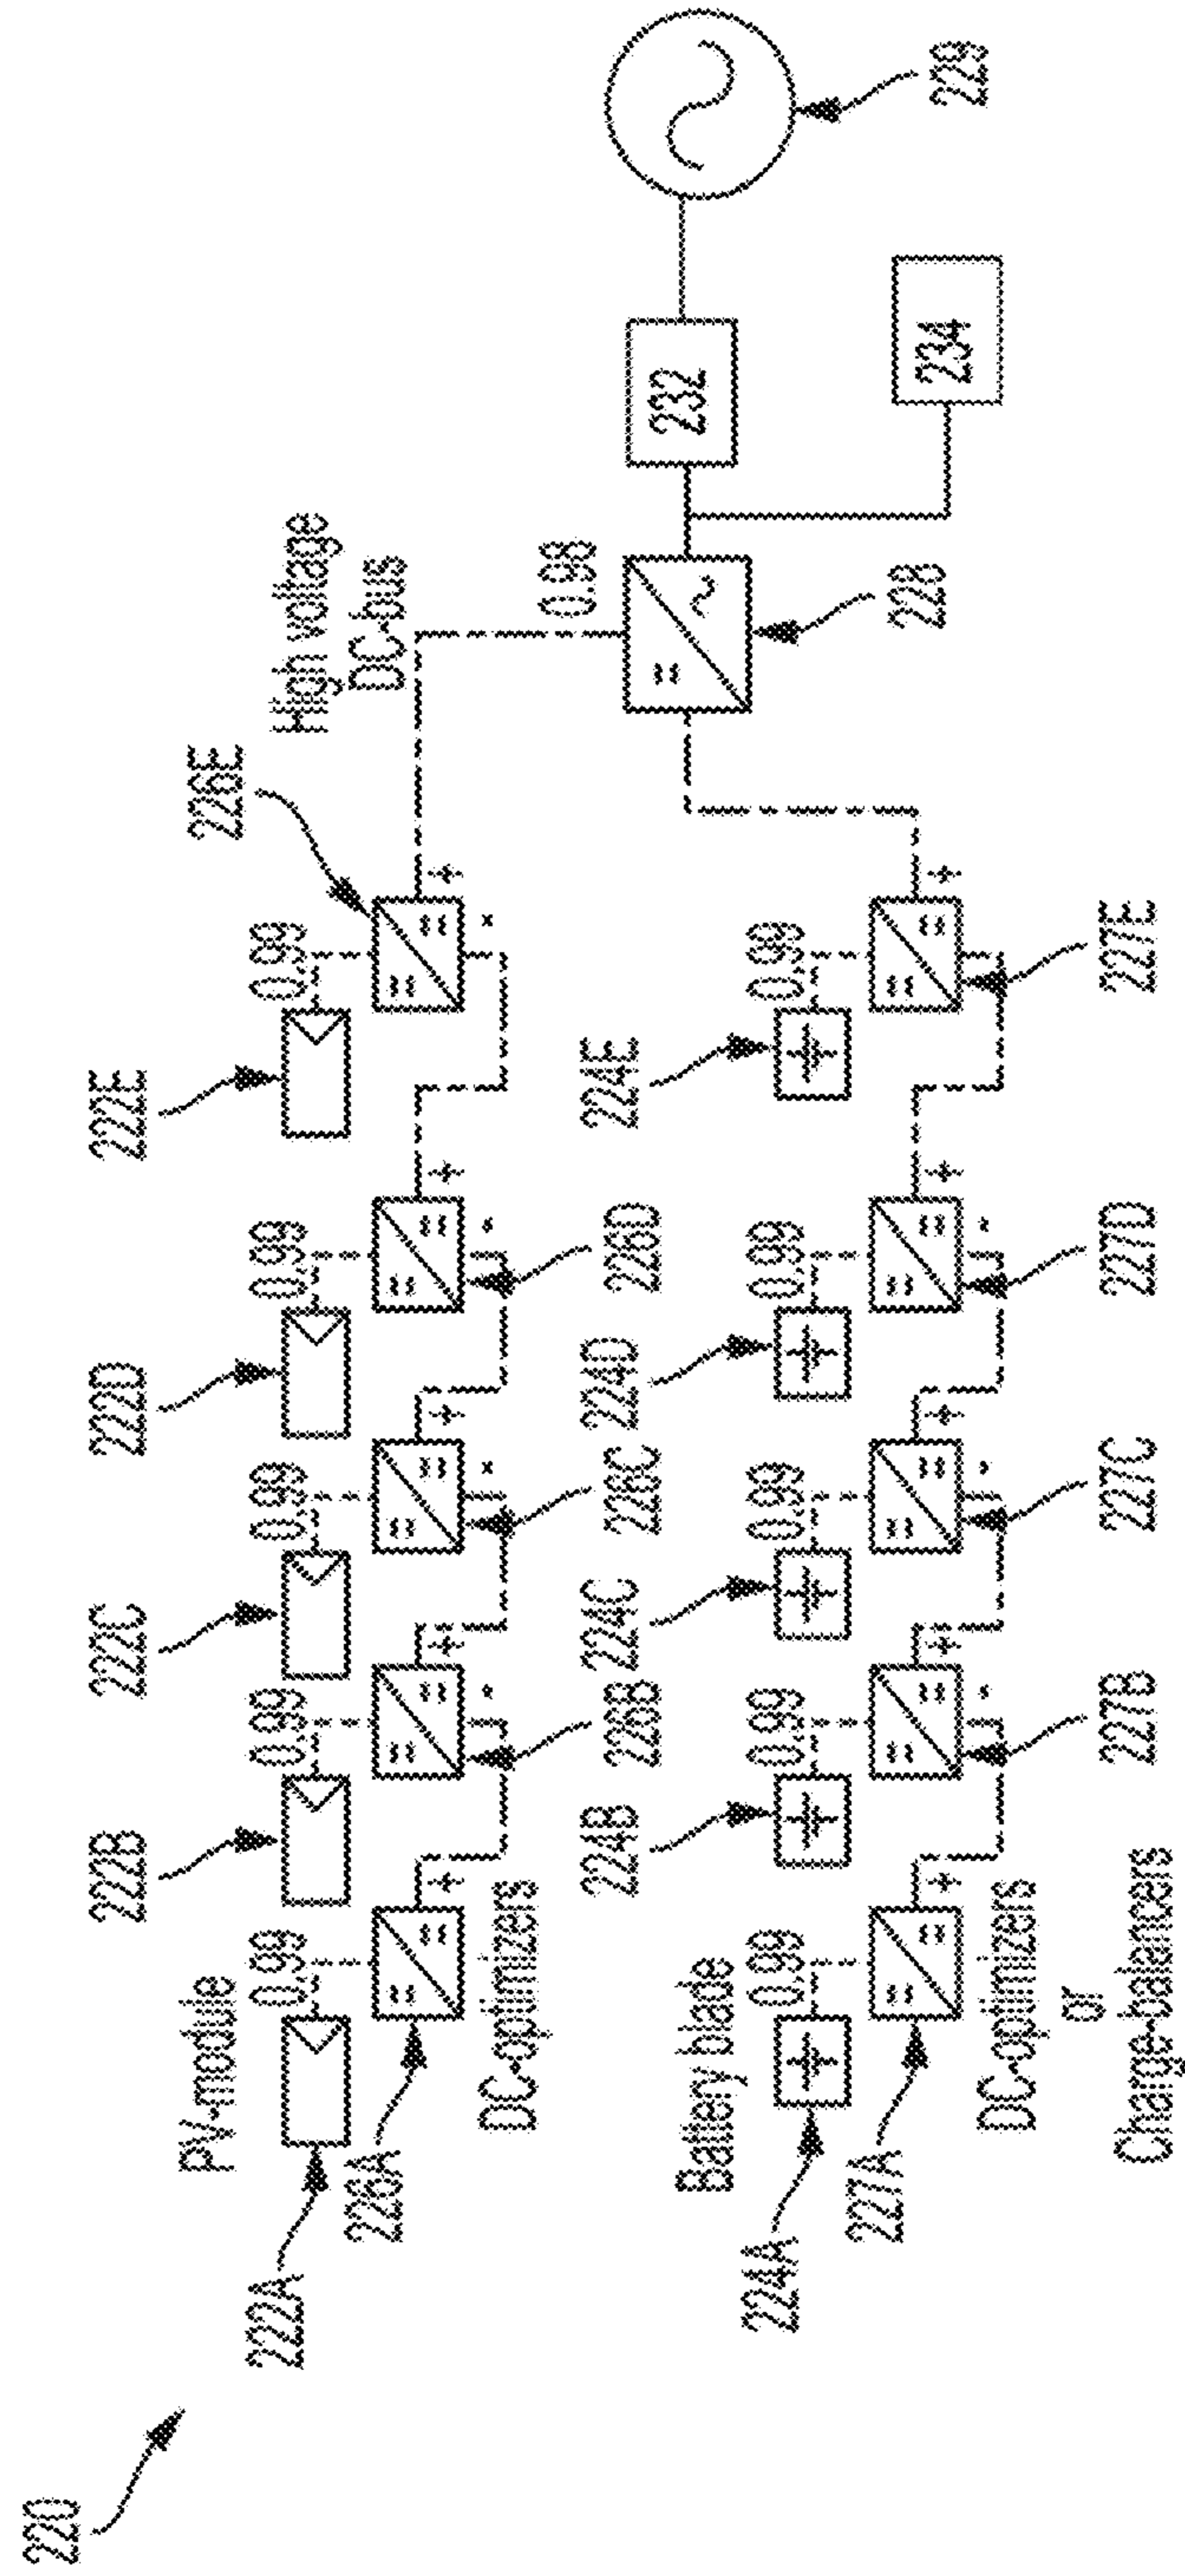 220
222A
222B
222C
222D
222E
PV-module
0.99
0.99
0.99
0.99
0.99
226E
High voltage
DC-bus
226A
DC-optimizers
226B
226C
226D
0.98
228
232
234
229
224A
224B
224C
224D
224E
Battery blade
0.99
0.99
0.99
0.99
0.99
227A
DC-optimizers
or
Charge-balancers
227B
227C
227D
227E